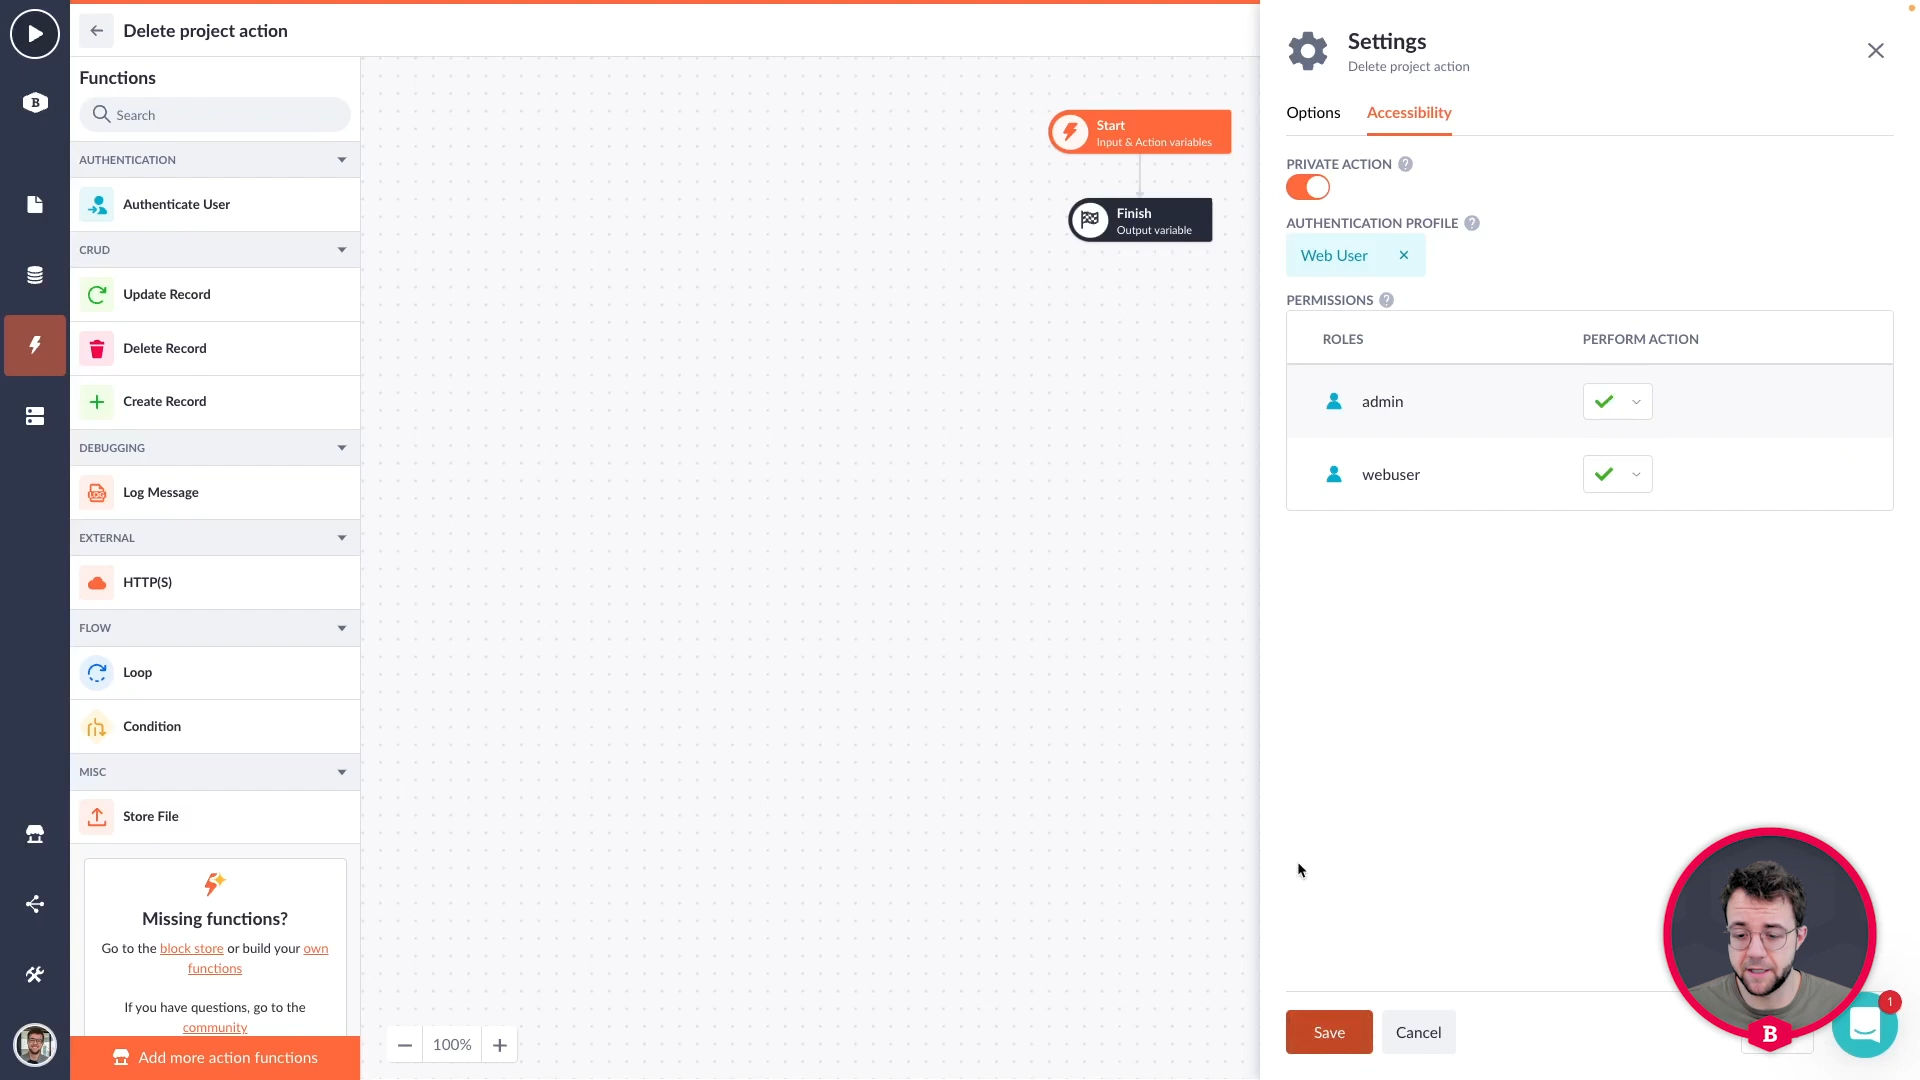 Delete project action
Functions
Search
AUTHENTICATION
Authenticate User
CRUD
Update Record
Delete Record
Create Record
DEBUGGING
Log Message
EXTERNAL
HTTP(S)
FLOW
Loop
Condition
MISC
Store File
Missing functions?
Go to the block store or build your own
functions
If you have questions, go to the
community
Add more action functions
Start
Input & Action variables
Finish
Output variable
100%
Settings
Delete project action
Options
Accessibility
PRIVATE ACTION ?
AUTHENTICATION PROFILE ?
Web User
PERMISSIONS ?
ROLES
PERFORM ACTION
admin
webuser
Save
Cancel
B
B
LOG
1